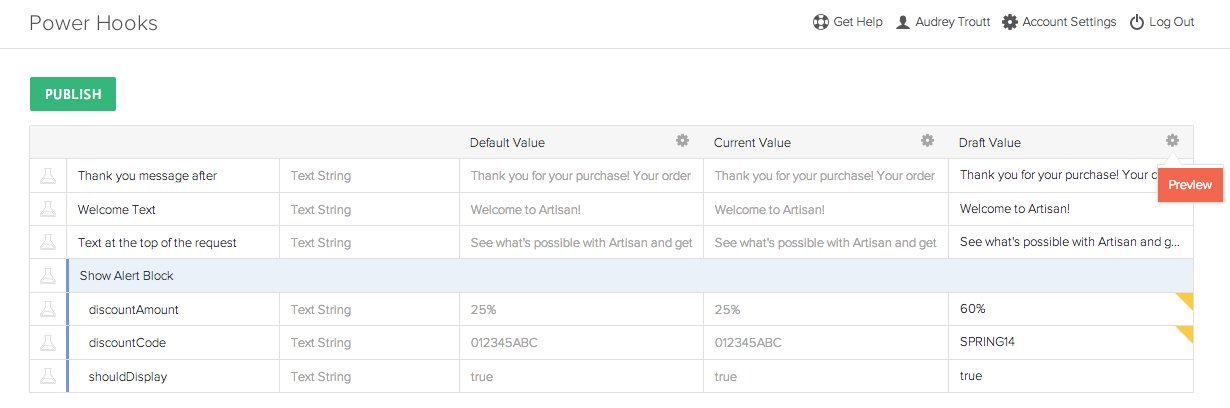 Power Hooks Get Help Audrey Troutt Account Settings Log Out
PUBLISH
Default Value Current Value Draft Value
Thank you message after Text String Thank you for your purchase! Your order Thank you for your purchase! Your order Thank you for your purchase! Your
Preview
Welcome Text Text String Welcome to Artisan! Welcome to Artisan! Welcome to Artisan!
Text at the top of the request Text String See what's possible with Artisan and get See what's possible with Artisan and get See what's possible with Artisan and g...
Show Alert Block
discountAmount Text String 25% 25% 60%
discountCode Text String 012345ABC 012345ABC SPRING14
shouldDisplay Text String true true true